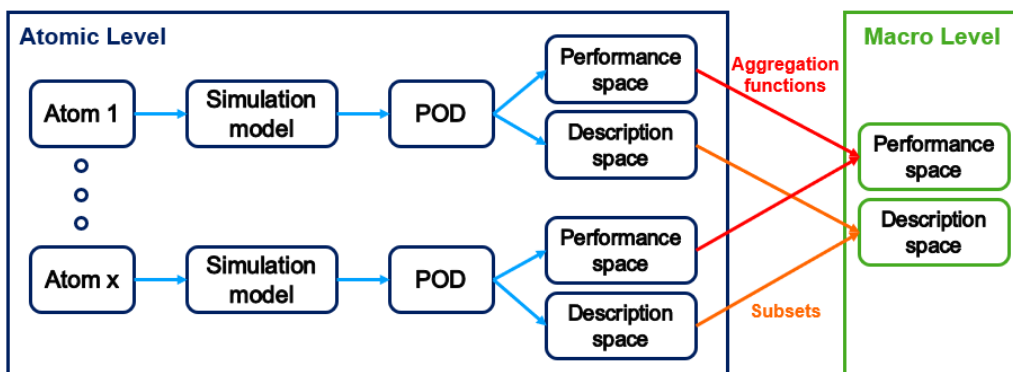 Atomic Level
Macro Level
Atom 1
Simulation
model
POD
Performance
space
Description
space
Aggregation
functions
Performance
space
Description
space
Atom x
Simulation
model
POD
Performance
space
Description
space
Subsets